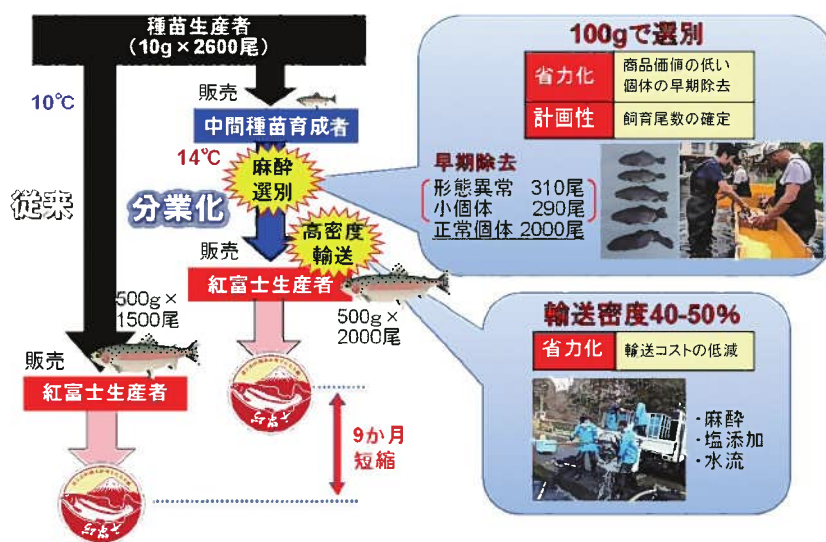 種苗生産者
（10g×2600尾）
10℃
販売
中間種苗育成者
14℃
麻酔
選別
従来
分業化
高密度
輸送
販売
紅富士生産者
500g×
1500尾
500g×
2000尾
販売
紅富士生産者
9か月
短縮
100gで選別
省力化
商品価値の低い
個体の早期除去
計画性
飼育尾数の確定
早期除去
形態異常 310尾
小個体 290尾
正常個体 2000尾
輸送密度40-50%
省力化
輸送コストの低減
・麻酔
・塩添加
・水流